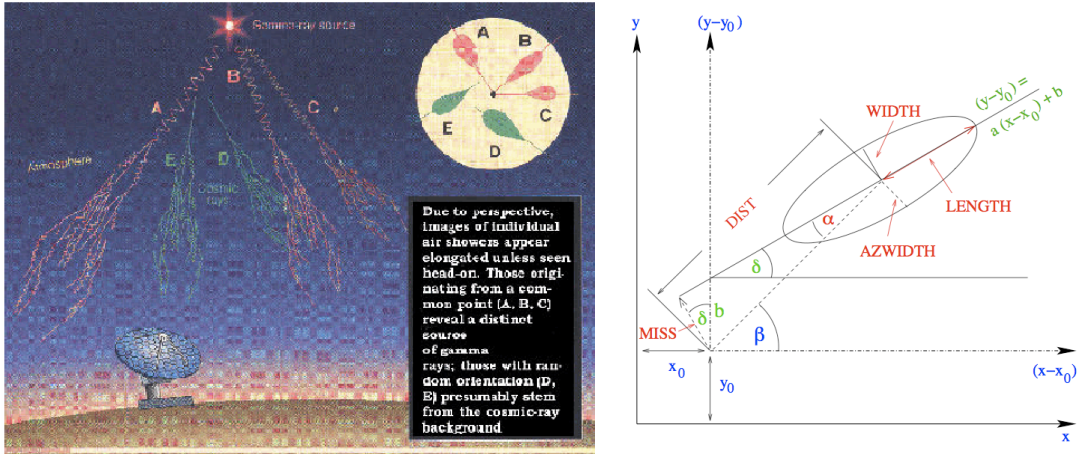 Gamma-ray source
A
B
C
E
D
Atmosphere
Cosmic
rays
A
B
C
E
D
Due to perspective,
images of individual
air showers appear
elongated unless seen
head-on. Those origi-
nating from a com-
mon point (A, B, C)
reveal a distinct
source
of gamma
rays; those with ran-
dom orientation (D,
E) presumably stem
from the cosmic-ray
background
y
(y–y₀)
(y–y₀) =
a (x–x₀) + b
WIDTH
DIST
α
LENGTH
AZWIDTH
δ
δ
b
MISS
β
x₀
y₀
(x–x₀)
x